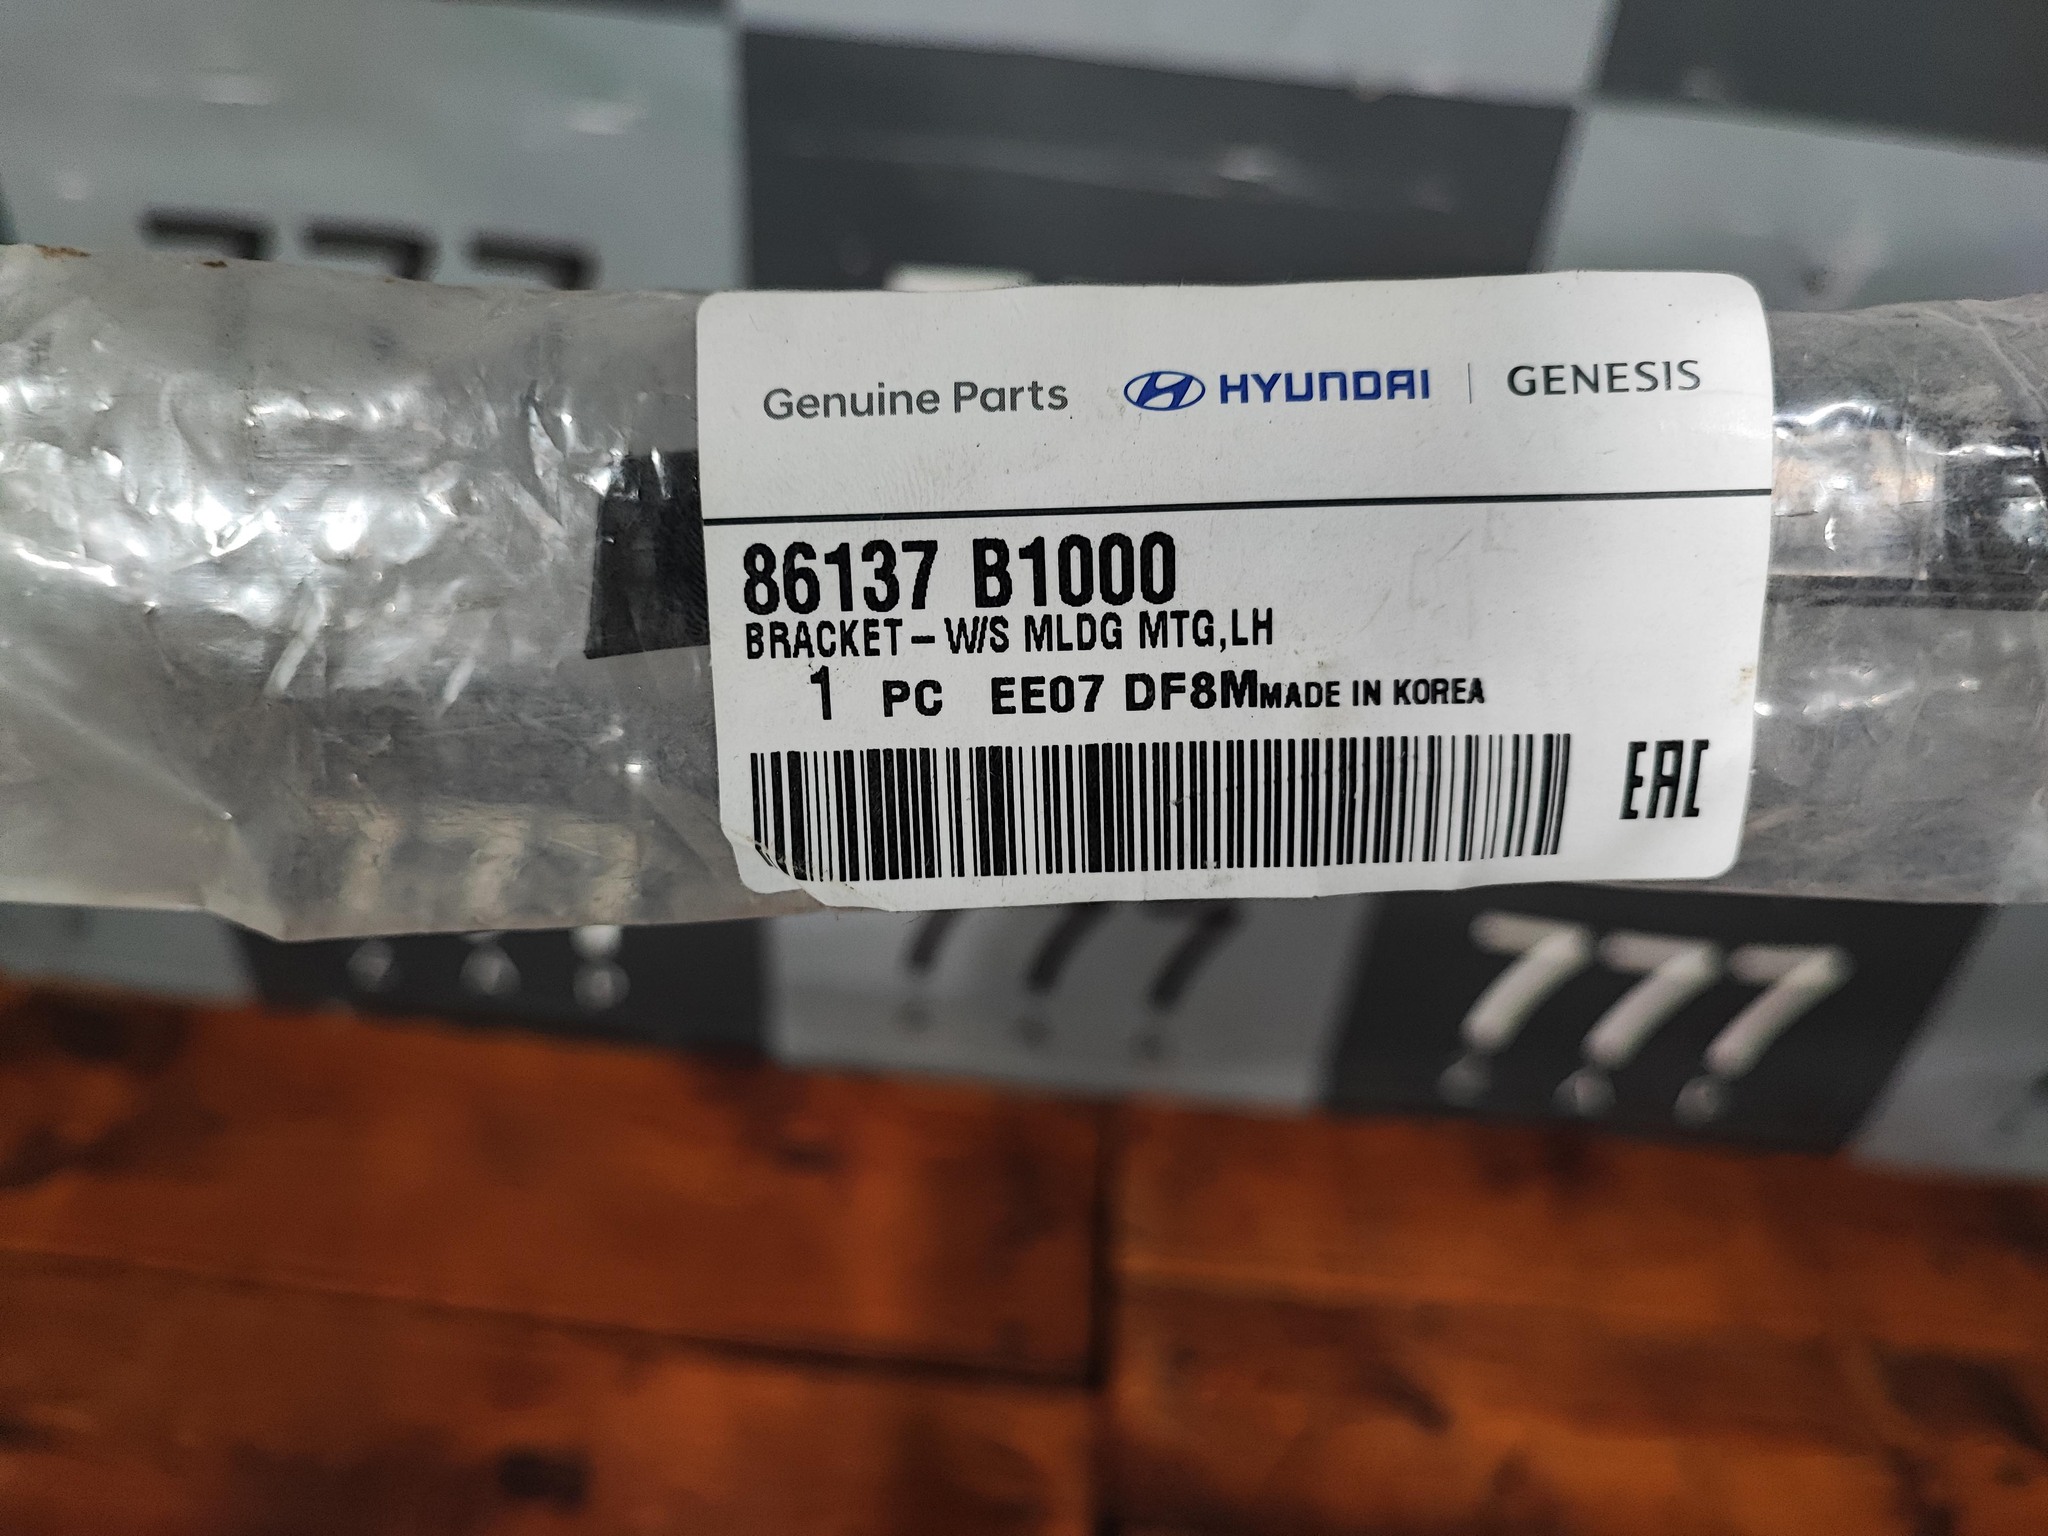 777
Genuine Parts HYUNDAI | GENESIS
86137 B1000
BRACKET-W/S MLDG MTG,LH
1 PC EE07 DF8M MADE IN KOREA
EAC
777
777